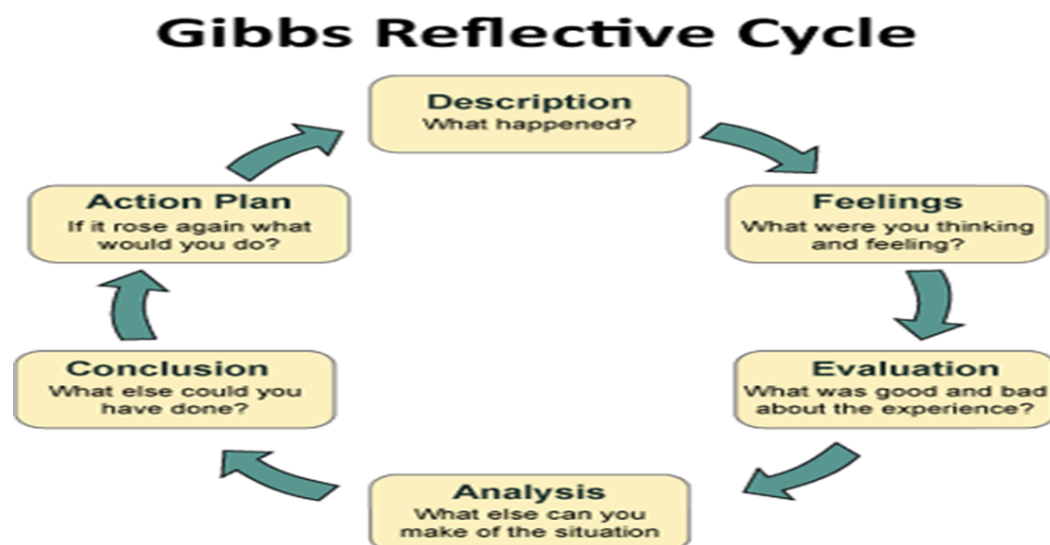 Gibbs Reflective Cycle
Description
What happened?
Feelings
What were you thinking
and feeling?
Evaluation
What was good and bad
about the experience?
Analysis
What else can you
make of the situation
Conclusion
What else could you
have done?
Action Plan
If it rose again what
would you do?